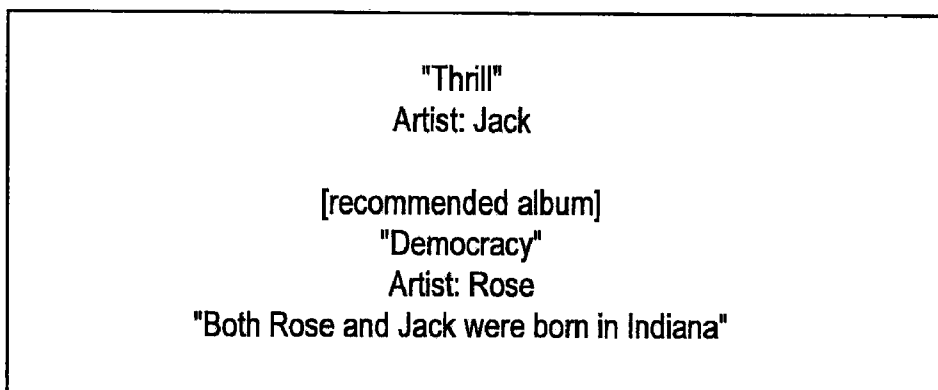 "Thrill"
Artist: Jack
[recommended album]
"Democracy"
Artist: Rose
"Both Rose and Jack were born in Indiana"